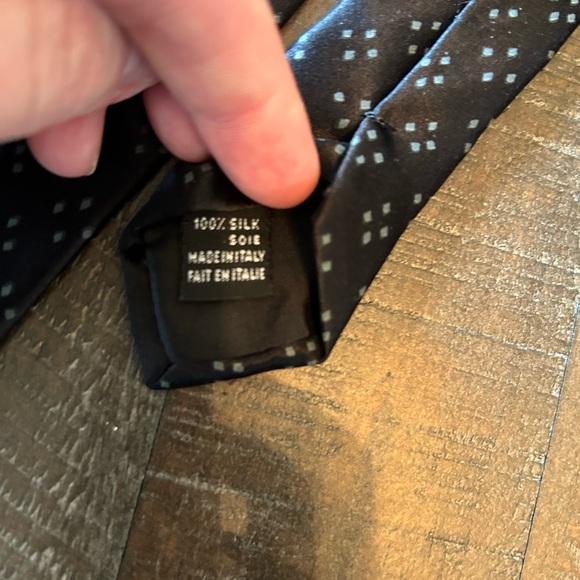 100% SILK
SOIE
MADE IN ITALY
FAIT EN ITALIE